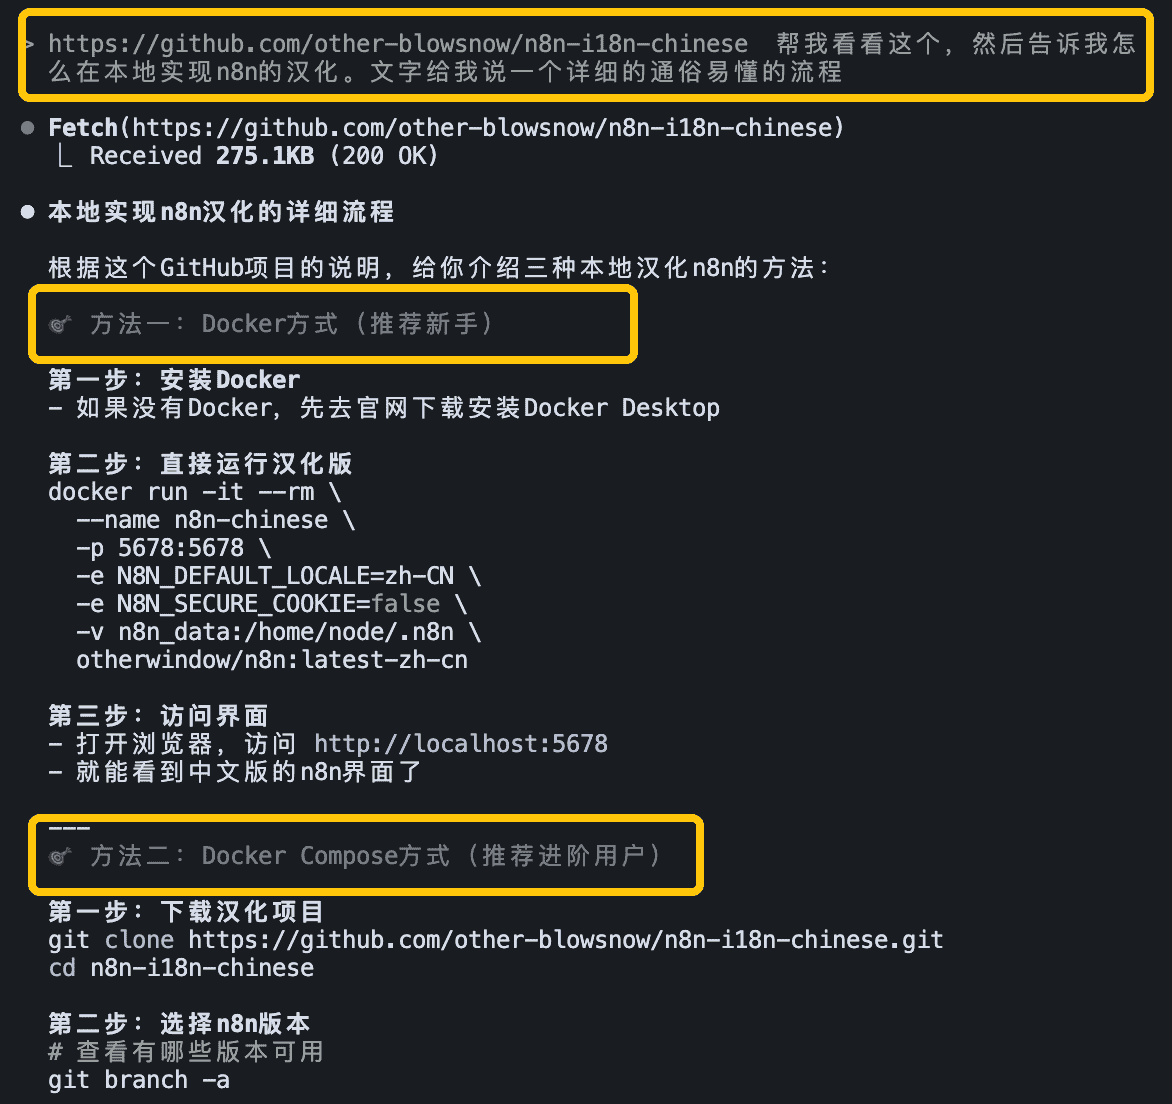 > https://github.com/other-blowsnow/n8n-i18n-chinese 帮我看看这个，然后告诉我怎
么在本地实现n8n的汉化。文字给我说一个详细的通俗易懂的流程
● Fetch(https://github.com/other-blowsnow/n8n-i18n-chinese)
⎿ Received 275.1KB (200 OK)
● 本地实现n8n汉化的详细流程
根据这个GitHub项目的说明，给你介绍三种本地汉化n8n的方法：
🎯 方法一：Docker方式（推荐新手）
第一步：安装Docker
- 如果没有Docker，先去官网下载安装Docker Desktop
第二步：直接运行汉化版
docker run -it --rm \
--name n8n-chinese \
-p 5678:5678 \
-e N8N_DEFAULT_LOCALE=zh-CN \
-e N8N_SECURE_COOKIE=false \
-v n8n_data:/home/node/.n8n \
otherwindow/n8n:latest-zh-cn
第三步：访问界面
- 打开浏览器，访问 http://localhost:5678
- 就能看到中文版的n8n界面了
---
🎯 方法二：Docker Compose方式（推荐进阶用户）
第一步：下载汉化项目
git clone https://github.com/other-blowsnow/n8n-i18n-chinese.git
cd n8n-i18n-chinese
第二步：选择n8n版本
# 查看有哪些版本可用
git branch -a